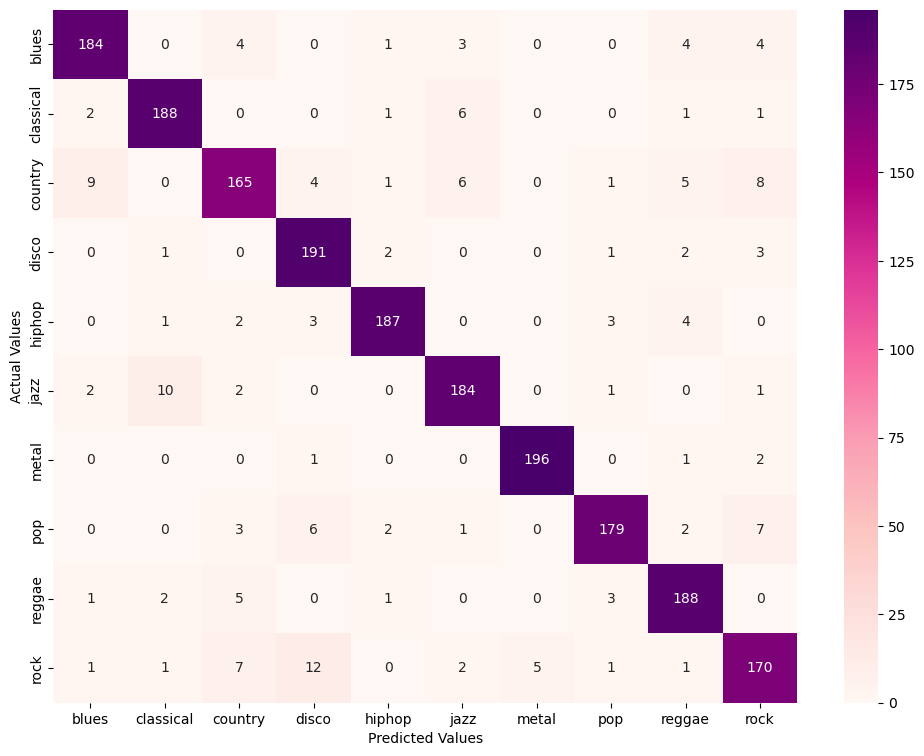 blues 184 0 4 0 1 3 0 0 4 4
classical 2 188 0 0 1 6 0 0 1 1
country 9 0 165 4 1 6 0 1 5 8
disco 0 1 0 191 2 0 0 1 2 3
hiphop 0 1 2 3 187 0 0 3 4 0
jazz 2 10 2 0 0 184 0 1 0 1
metal 0 0 0 1 0 0 196 0 1 2
pop 0 0 3 6 2 1 0 179 2 7
reggae 1 2 5 0 1 0 0 3 188 0
rock 1 1 7 12 0 2 5 1 1 170
Actual Values
blues classical country disco hiphop jazz metal pop reggae rock
Predicted Values
175
150
125
100
75
50
25
0